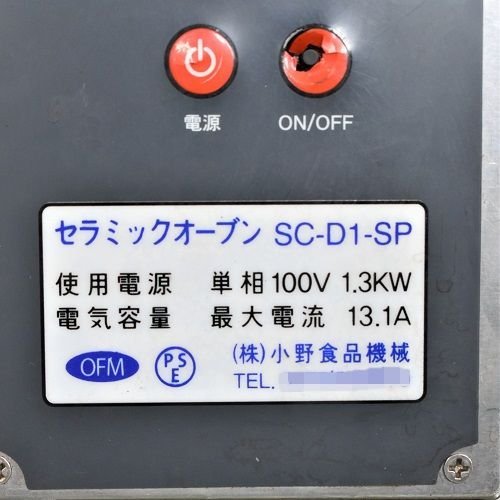 電源 ON/OFF
セラミックオーブン SC-D1-SP
使用電源 単相100V 1.3KW
電気容量 最大電流 13.1A
OFM PSE (株)小野食品機械
TEL.